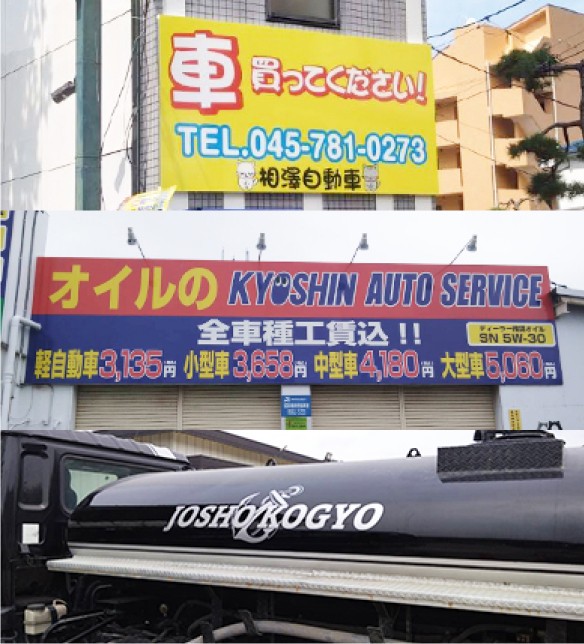 車 買ってください!
TEL.045-781-0273
相澤自動車
オイルの KYOSHIN AUTO SERVICE
全車種工賃込!!
ディーラー推奨オイル
SN 5W-30
軽自動車3,135円 小型車3,658円 中型車4,180円 大型車5,060円
JOSHO KOGYO